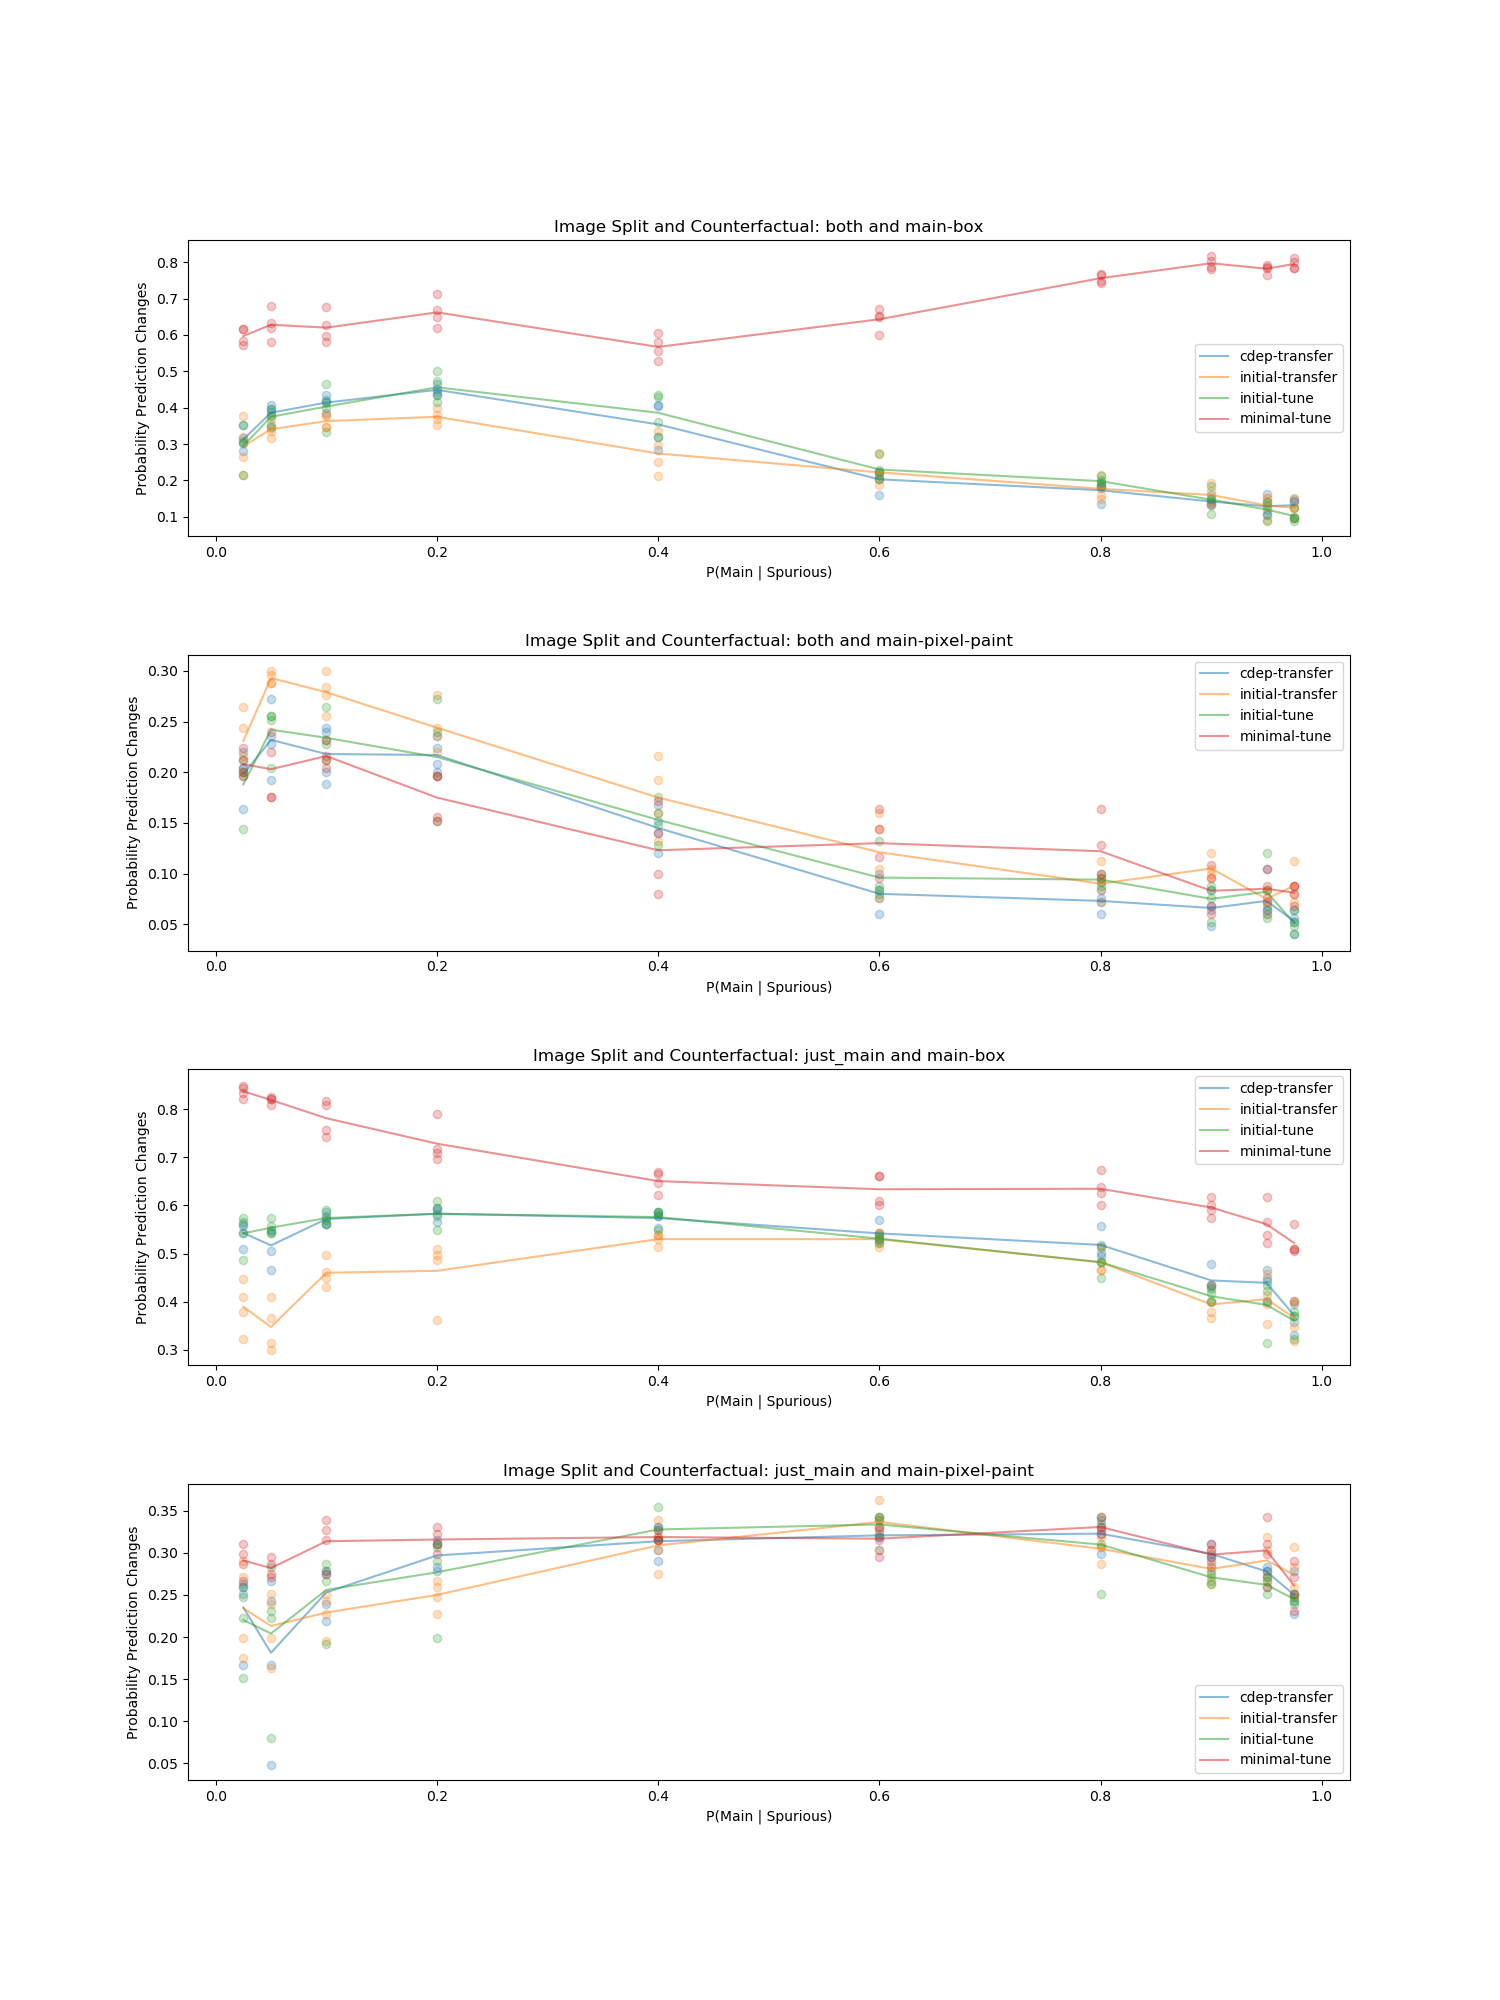 Image Split and Counterfactual: both and main-box
Probability Prediction Changes
0.8
0.7
0.6
0.5
0.4
0.3
0.2
0.1
cdep-transfer
initial-transfer
initial-tune
minimal-tune
0.0 0.2 0.4 0.6 0.8 1.0
P(Main | Spurious)
Image Split and Counterfactual: both and main-pixel-paint
Probability Prediction Changes
0.30
0.25
0.20
0.15
0.10
0.05
cdep-transfer
initial-transfer
initial-tune
minimal-tune
0.0 0.2 0.4 0.6 0.8 1.0
P(Main | Spurious)
Image Split and Counterfactual: just_main and main-box
Probability Prediction Changes
0.8
0.7
0.6
0.5
0.4
0.3
cdep-transfer
initial-transfer
initial-tune
minimal-tune
0.0 0.2 0.4 0.6 0.8 1.0
P(Main | Spurious)
Image Split and Counterfactual: just_main and main-pixel-paint
Probability Prediction Changes
0.35
0.30
0.25
0.20
0.15
0.10
0.05
cdep-transfer
initial-transfer
initial-tune
minimal-tune
0.0 0.2 0.4 0.6 0.8 1.0
P(Main | Spurious)